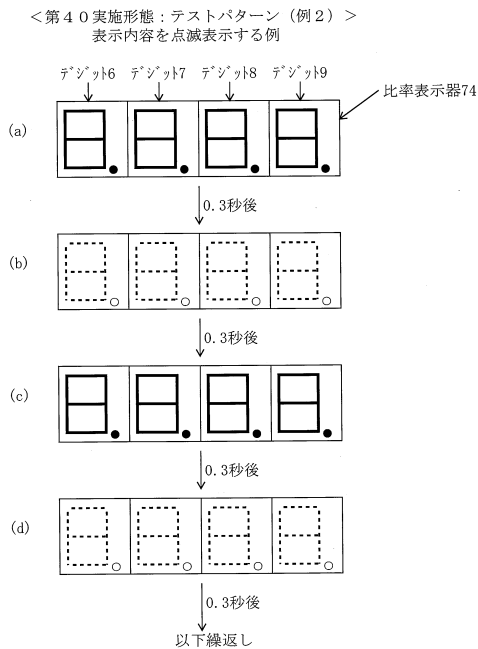 ＜第４０実施形態：テストパターン（例２）＞
表示内容を点滅表示する例
ﾃﾞｼﾞｯﾄ6 ﾃﾞｼﾞｯﾄ7 ﾃﾞｼﾞｯﾄ8 ﾃﾞｼﾞｯﾄ9
比率表示器74
(a)
0.3秒後
(b)
0.3秒後
(c)
0.3秒後
(d)
0.3秒後
以下繰返し